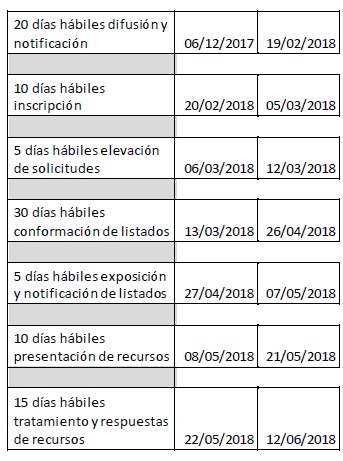 20 días hábiles difusión y
notificación 06/12/2017 19/02/2018
10 días hábiles
inscripción 20/02/2018 05/03/2018
5 días hábiles elevación
de solicitudes 06/03/2018 12/03/2018
30 días hábiles
conformación de listados 13/03/2018 26/04/2018
5 días hábiles exposición
y notificación de listados 27/04/2018 07/05/2018
10 días hábiles
presentación de recursos 08/05/2018 21/05/2018
15 días hábiles
tratamiento y respuestas
de recursos 22/05/2018 12/06/2018